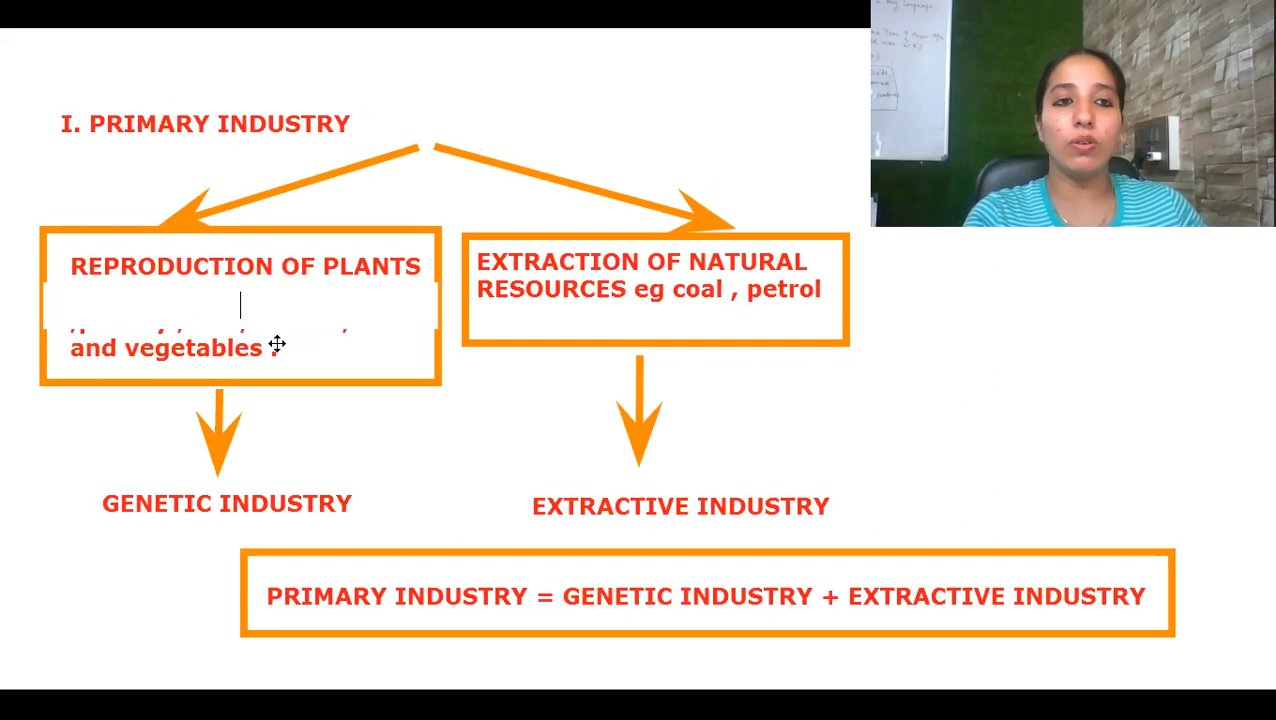 I. PRIMARY INDUSTRY
REPRODUCTION OF PLANTS
and vegetables .
EXTRACTION OF NATURAL
RESOURCES eg coal , petrol
GENETIC INDUSTRY
EXTRACTIVE INDUSTRY
PRIMARY INDUSTRY = GENETIC INDUSTRY + EXTRACTIVE INDUSTRY